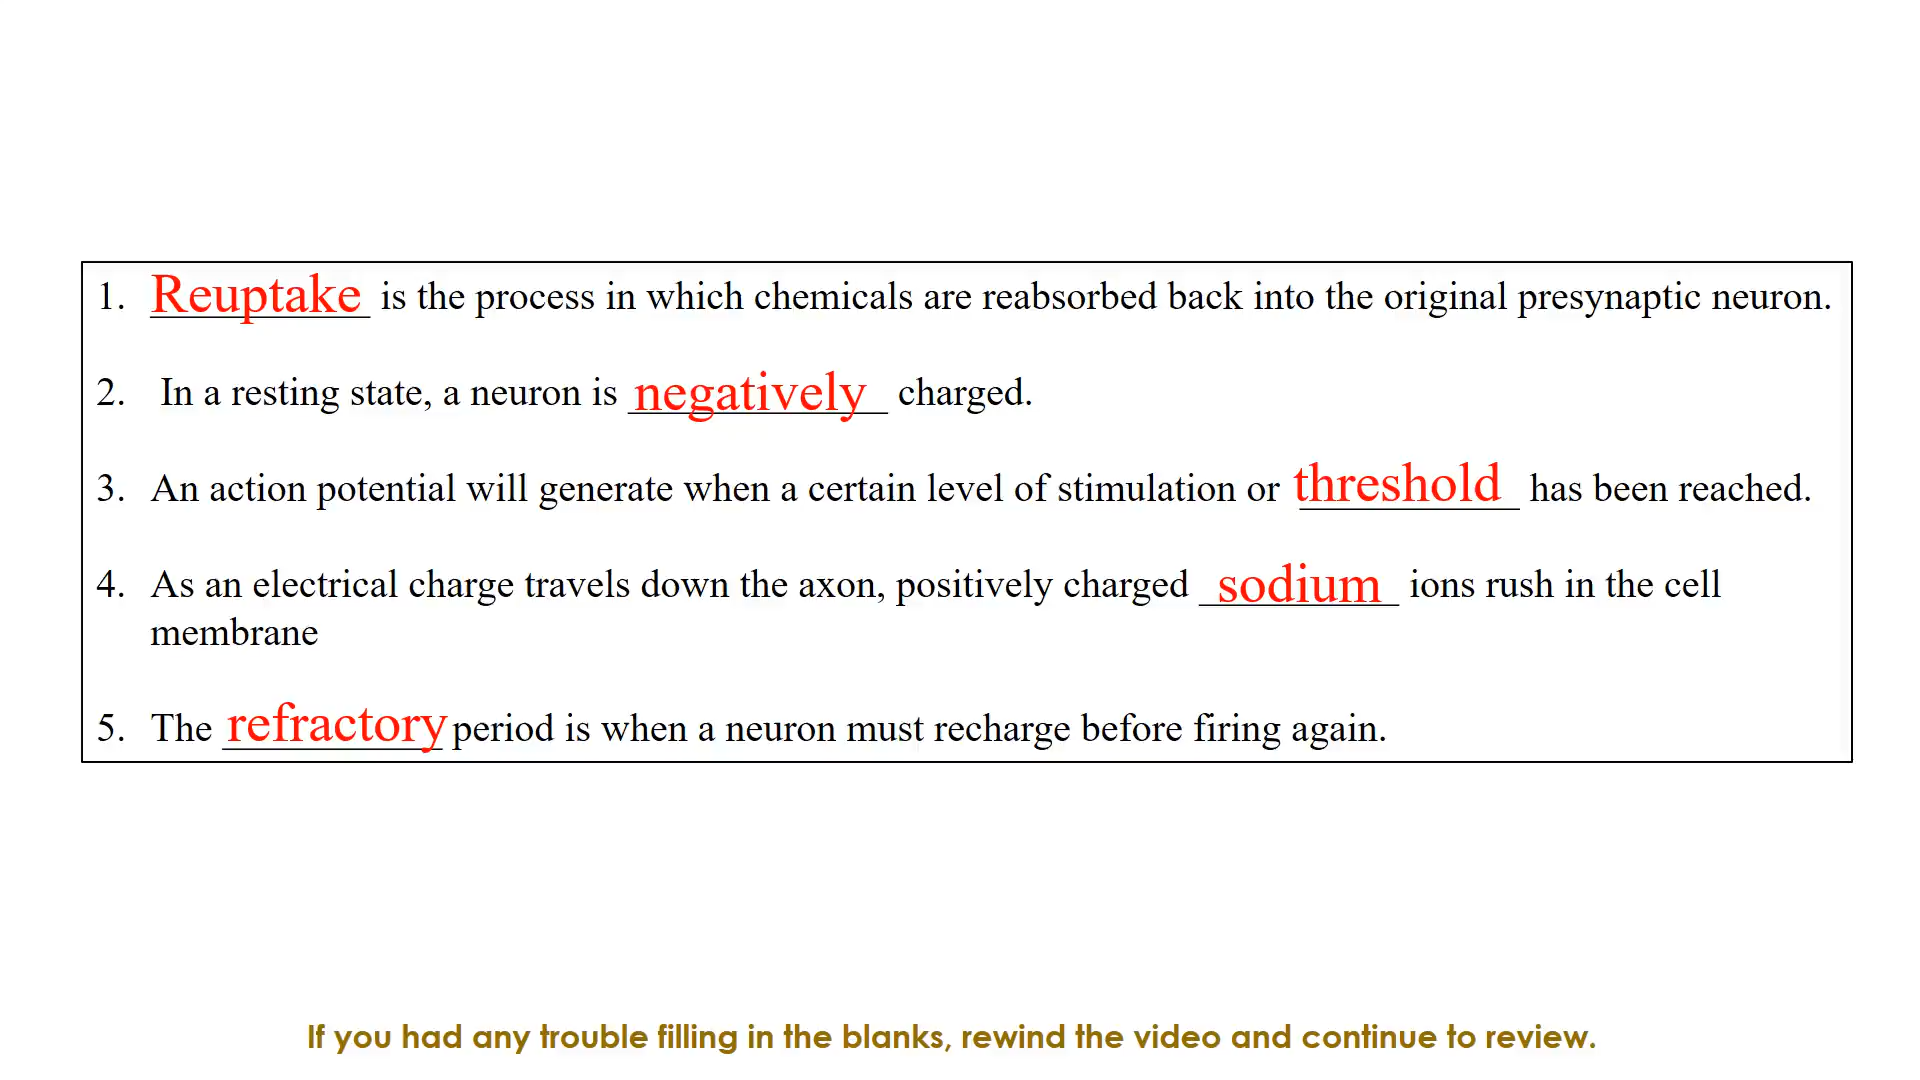 1. Reuptake is the process in which chemicals are reabsorbed back into the original presynaptic neuron.
2. In a resting state, a neuron is negatively charged.
3. An action potential will generate when a certain level of stimulation or threshold has been reached.
4. As an electrical charge travels down the axon, positively charged sodium ions rush in the cell
membrane
5. The refractory period is when a neuron must recharge before firing again.
If you had any trouble filling in the blanks, rewind the video and continue to review.